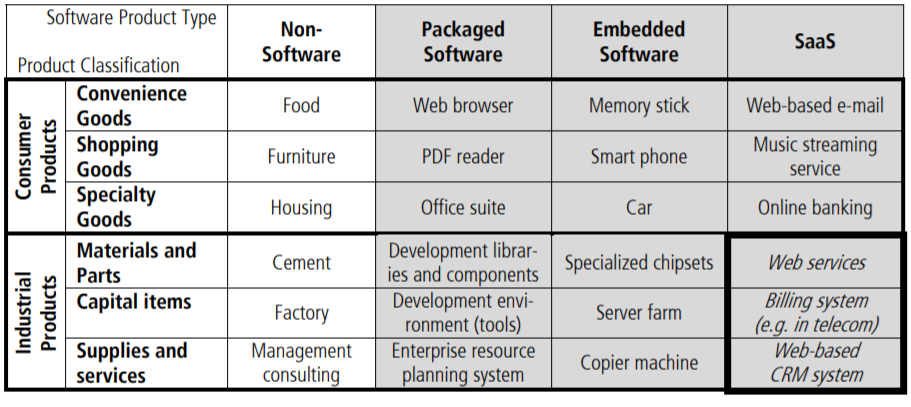 Software Product Type
Product Classification
Non-
Software
Packaged
Software
Embedded
Software
SaaS
Consumer
Products
Convenience
Goods
Food
Web browser
Memory stick
Web-based e-mail
Shopping
Goods
Furniture
PDF reader
Smart phone
Music streaming
service
Specialty
Goods
Housing
Office suite
Car
Online banking
Industrial
Products
Materials and
Parts
Cement
Development librar-
ies and components
Specialized chipsets
Web services
Capital items
Factory
Development envi-
ronment (tools)
Server farm
Billing system
(e.g. in telecom)
Supplies and
services
Management
consulting
Enterprise resource
planning system
Copier machine
Web-based
CRM system